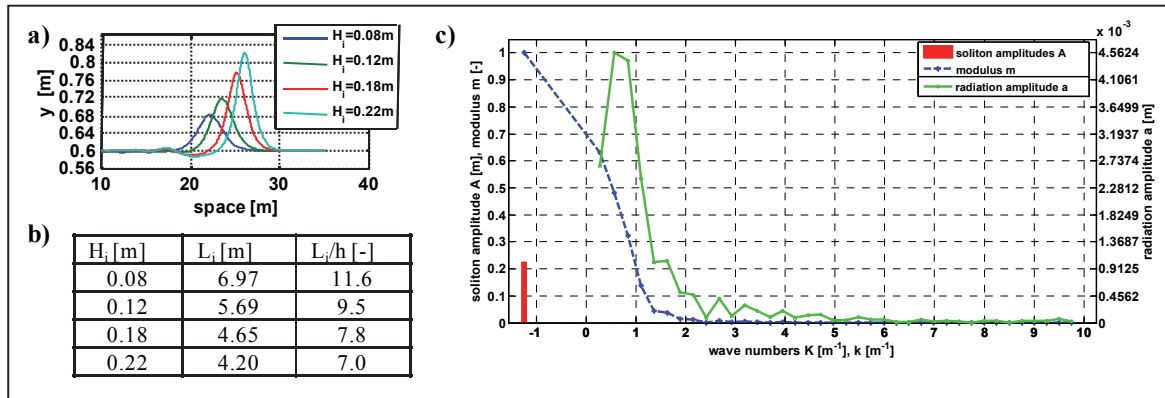 a)
0.84
0.8
0.76
0.72
0.68
0.64
0.6
0.56
y [m]
10 20 30 40
space [m]
H_i=0.08m
H_i=0.12m
H_i=0.18m
H_i=0.22m
b)
H_i [m] L_i [m] L_i/h [-]
0.08 6.97 11.6
0.12 5.69 9.5
0.18 4.65 7.8
0.22 4.20 7.0
c)
soliton amplitude A [m], modulus m [-]
1
0.9
0.8
0.7
0.6
0.5
0.4
0.3
0.2
0.1
0
-1 0 1 2 3 4 5 6 7 8 9 10
wave numbers K [m⁻¹], k [m⁻¹]
soliton amplitudes A
modulus m
radiation amplitude a
x 10⁻³
4.5624
4.1061
3.6499
3.1937
2.7374
2.2812
1.8249
1.3687
0.9125
0.4562
0
radiation amplitude a [m]